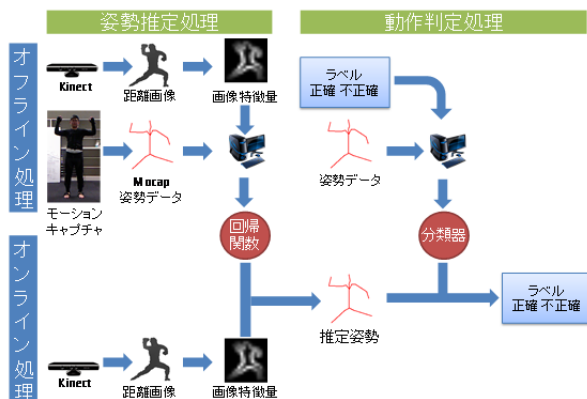 姿勢推定処理
動作判定処理
オフライン処理
Kinect
距離画像
画像特徴量
ラベル
正確 不正確
モーション
キャプチャ
Mocap
姿勢データ
姿勢データ
回帰
関数
分類器
オンライン処理
推定姿勢
ラベル
正確 不正確
Kinect
距離画像
画像特徴量